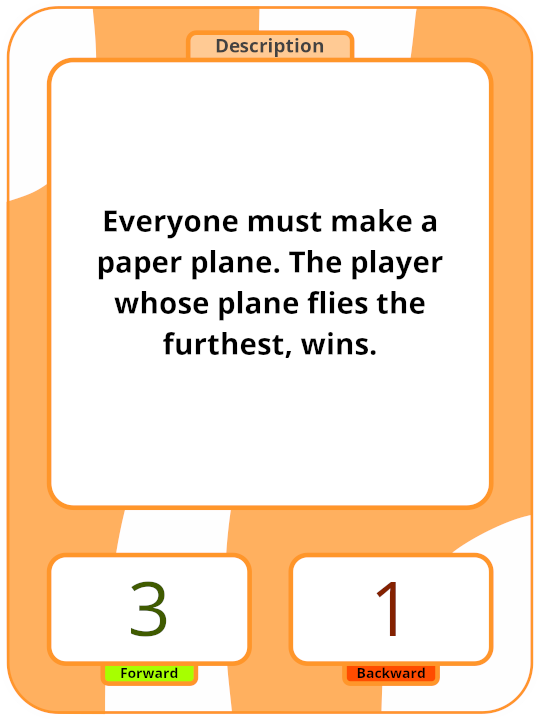 Description
Everyone must make a
paper plane. The player
whose plane flies the
furthest, wins.
3
1
Forward
Backward